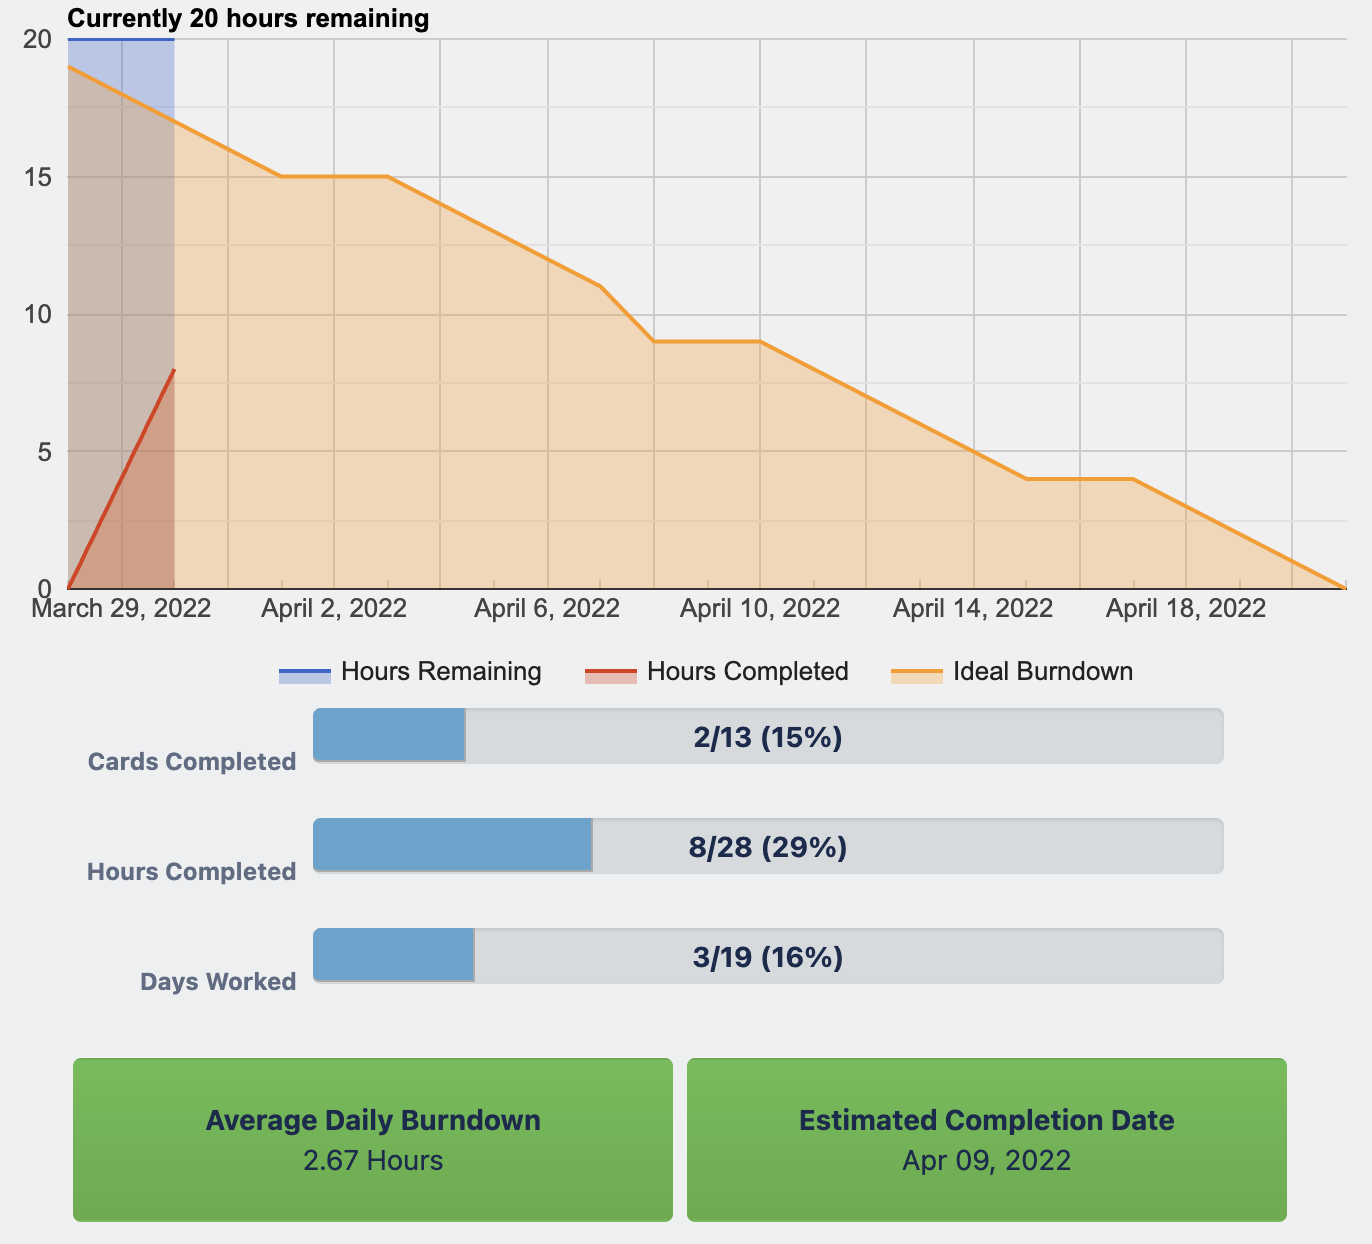 Currently 20 hours remaining
20
15
10
5
0
March 29, 2022 April 2, 2022 April 6, 2022 April 10, 2022 April 14, 2022 April 18, 2022
Hours Remaining Hours Completed Ideal Burndown
Cards Completed 2/13 (15%)
Hours Completed 8/28 (29%)
Days Worked 3/19 (16%)
Average Daily Burndown
2.67 Hours
Estimated Completion Date
Apr 09, 2022